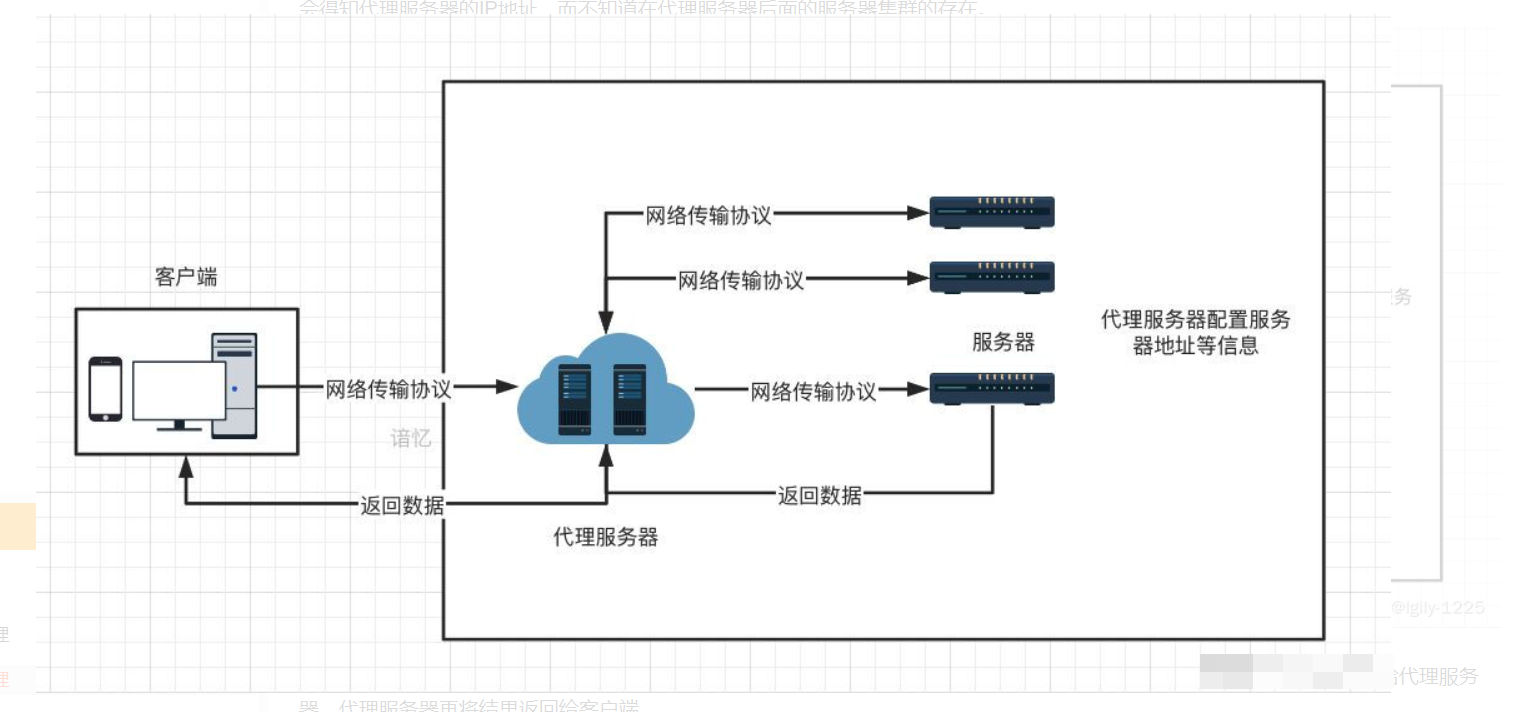 会得知代理服务器的IP地址，而不知道在代理服务器后面的服务器集群的存在.
网络传输协议
网络传输协议
客户端
服务
代理服务器配置服务
器地址等信息
服务器
网络传输协议
网络传输协议
谙忆
返回数据
返回数据
代理服务器
@lglly-1225
理
理
代理服务
器，代理服务器再将结果返回给客户端